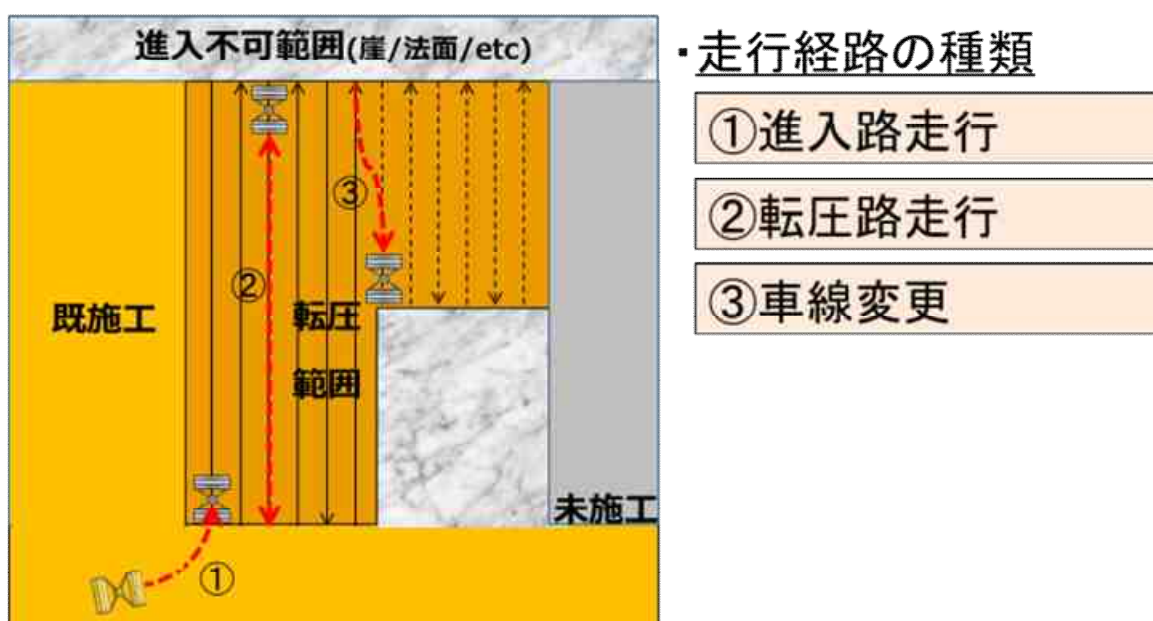 進入不可範囲(崖/法面/etc)
③
②
既施工
転圧
範囲
未施工
①
・走行経路の種類
①進入路走行
②転圧路走行
③車線変更